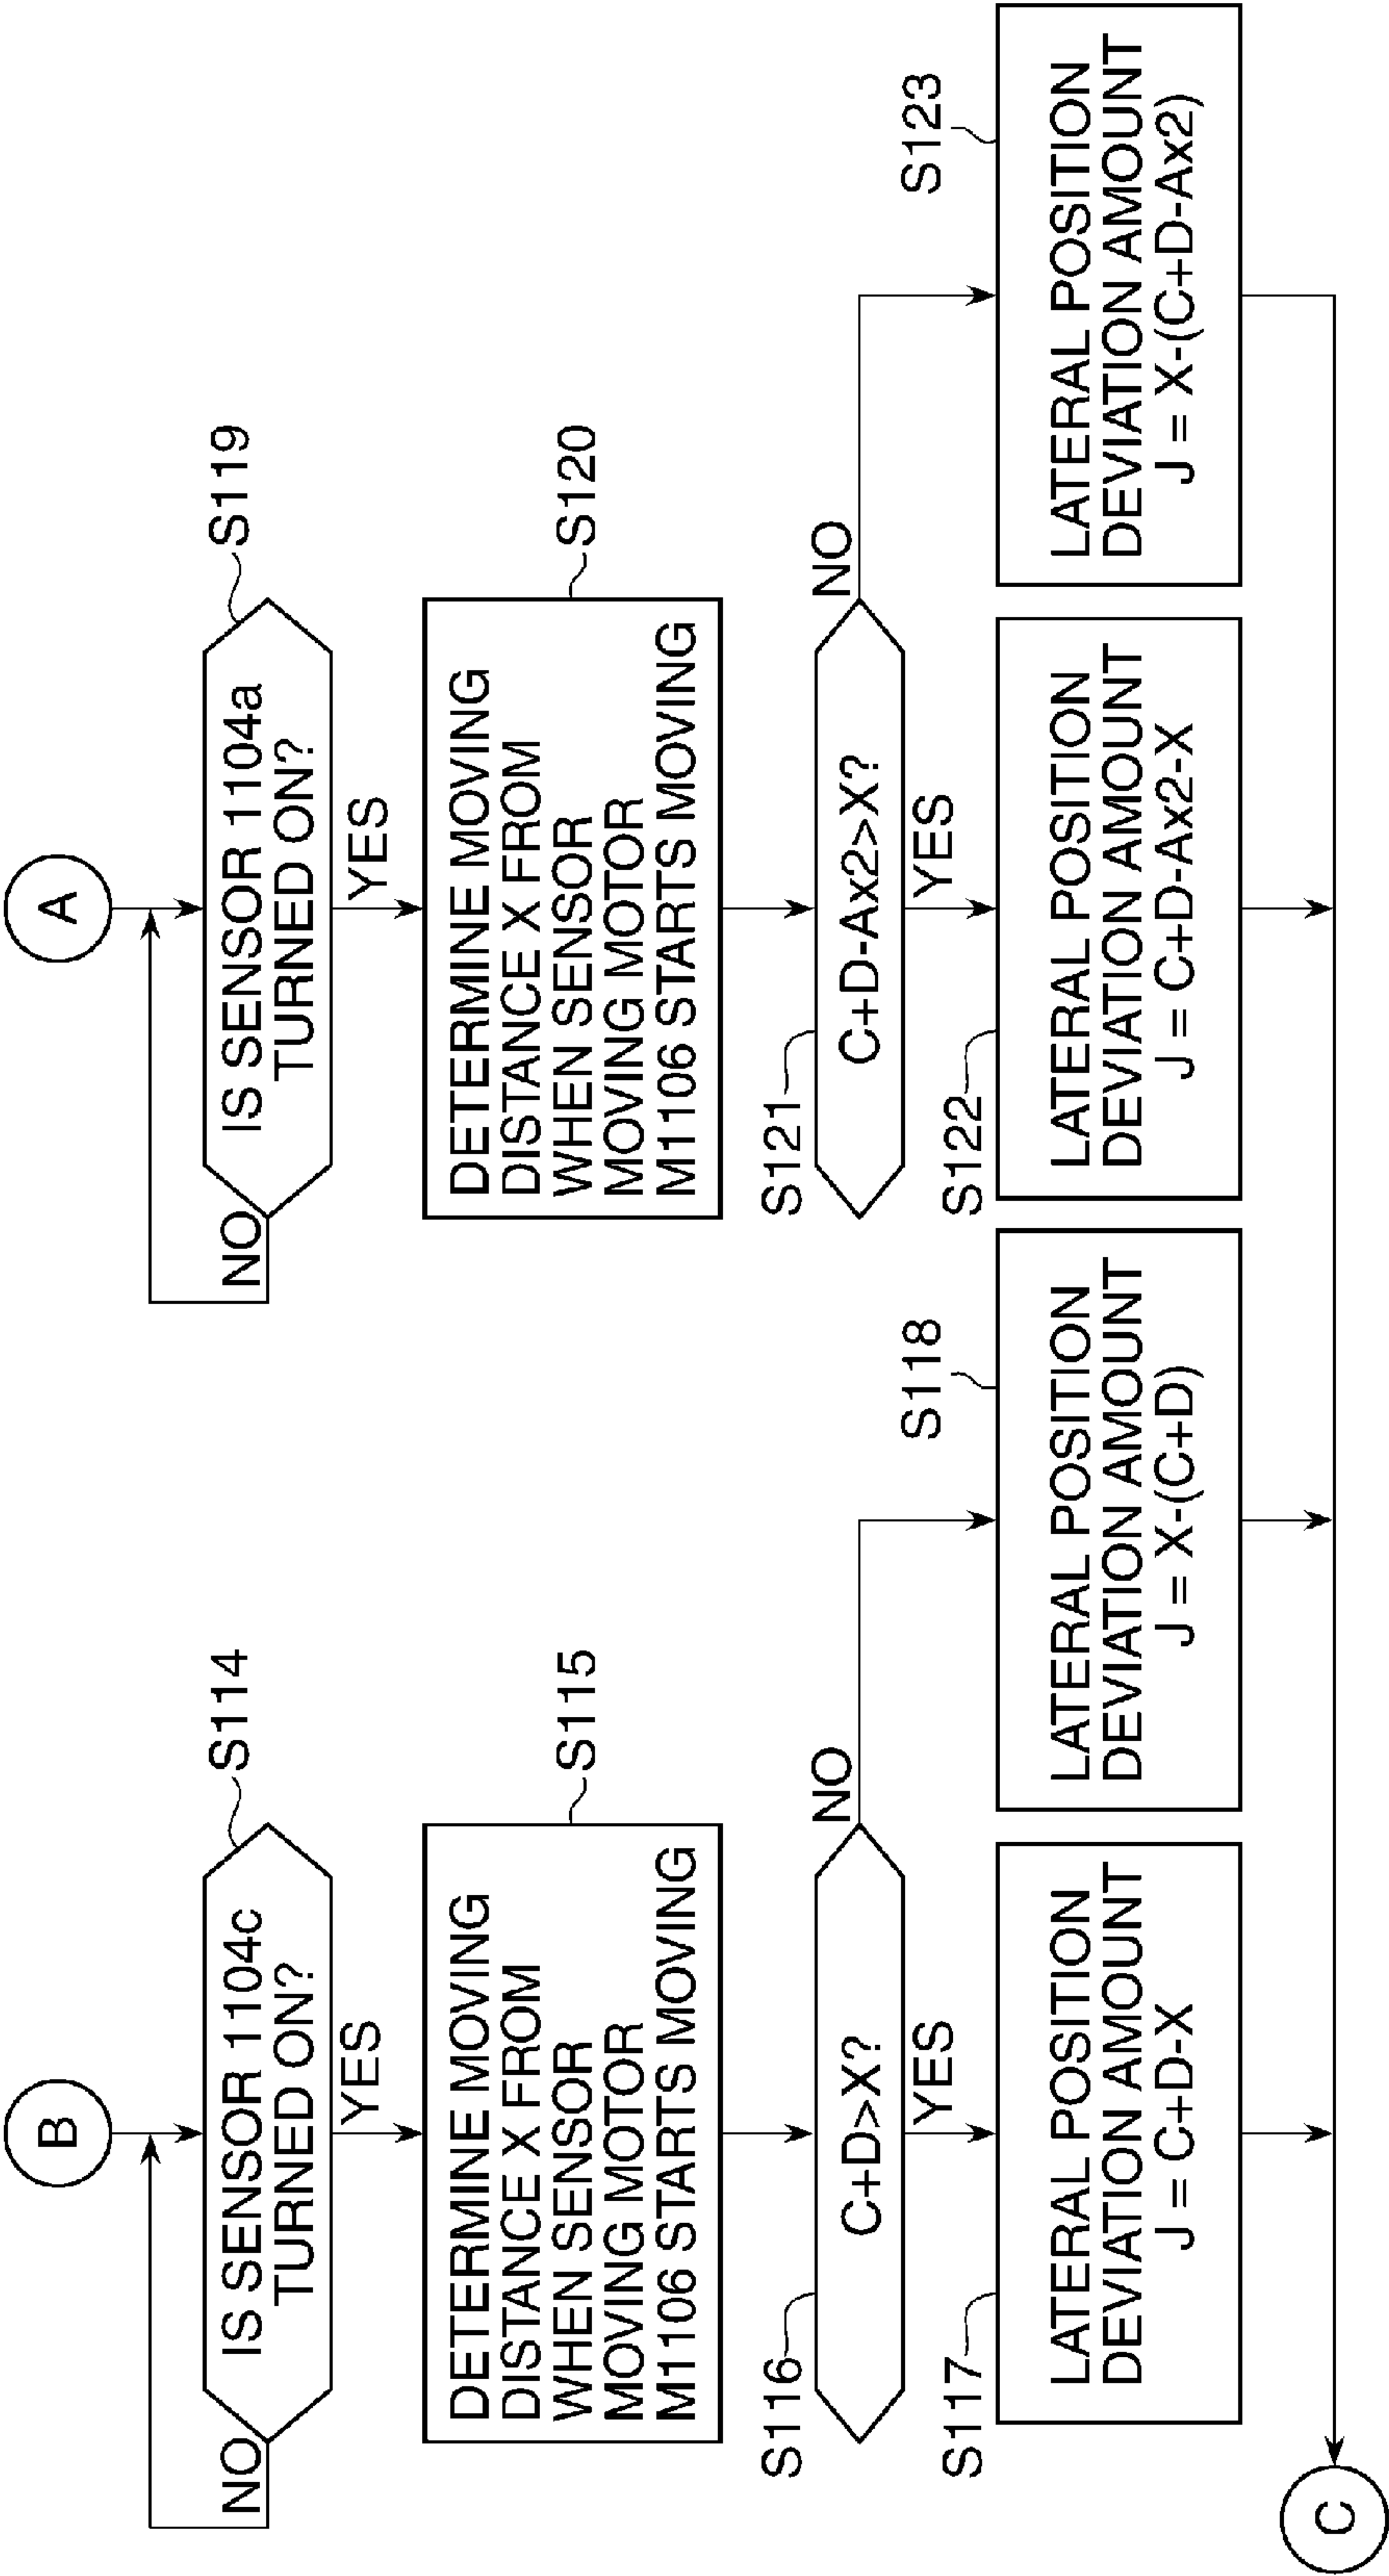 B
S114
IS SENSOR 1104c
TURNED ON?
NO
YES
S115
DETERMINE MOVING
DISTANCE X FROM
WHEN SENSOR
MOVING MOTOR
M1106 STARTS MOVING
S116
C+D>X?
NO
YES
S117
LATERAL POSITION
DEVIATION AMOUNT
J = C+D-X
S118
LATERAL POSITION
DEVIATION AMOUNT
J = X-(C+D)
A
S119
IS SENSOR 1104a
TURNED ON?
NO
YES
S120
DETERMINE MOVING
DISTANCE X FROM
WHEN SENSOR
MOVING MOTOR
M1106 STARTS MOVING
S121
C+D-Ax2>X?
NO
YES
S122
LATERAL POSITION
DEVIATION AMOUNT
J = C+D-Ax2-X
S123
LATERAL POSITION
DEVIATION AMOUNT
J = X-(C+D-Ax2)
C